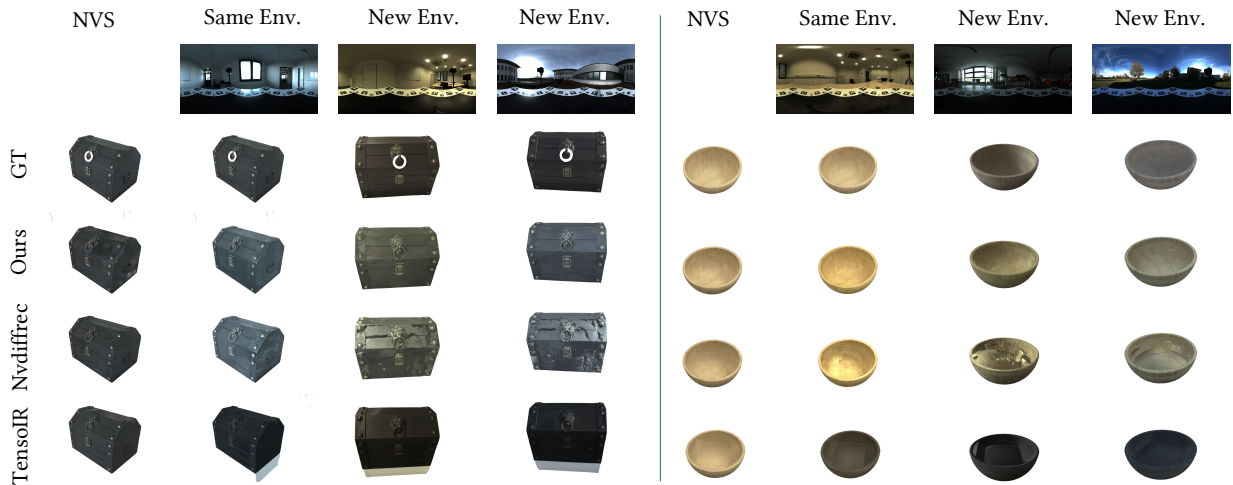 NVS Same Env. New Env. New Env. NVS Same Env. New Env. New Env.
GT
Ours
Nvdiffrec
TensoIR